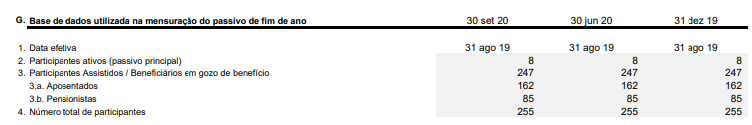 G. Base de dados utilizada na mensuração do passivo de fim de ano 30 set 20 30 jun 20 31 dez 19
1. Data efetiva 31 ago 19 31 ago 19 31 ago 19
2. Participantes ativos (passivo principal) 8 8 8
3. Participantes Assistidos / Beneficiários em gozo de benefício 247 247 247
3.a. Aposentados 162 162 162
3.b. Pensionistas 85 85 85
4. Número total de participantes 255 255 255